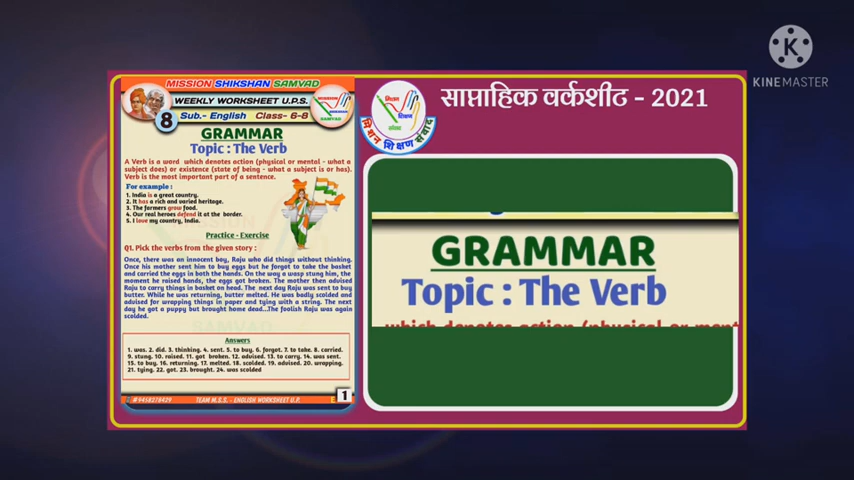 KINEMASTER
MISSION SHIKSHAN SAMVAD
WEEKLY WORKSHEET U.P.S.
8
Sub.- English Class- 6-8
GRAMMAR
Topic : The Verb
A Verb is a word which denotes action (physical or mental - what a
subject does) or existence (state of being - what a subject is or has).
Verb is the most important part of a sentence.
For example :
1. India is a great country.
2. It has a rich and varied heritage.
3. The farmers grow food.
4. Our real heroes defend it at the border.
5. I love my country, India.
Practice - Exercise
Q1. Pick the verbs from the given story :
Once, there was an innocent boy, Raju who did things without thinking.
Once his mother sent him to buy eggs but he forgot to take the basket
and carried the eggs in both the hands. On the way a wasp stung him, the
moment he raised hands, the eggs got broken. The mother then advised
Raju to carry things in basket on head. The next day Raju was sent to buy
butter. While he was returning, butter melted. He was badly scolded and
advised for wrapping things in paper and tying with a string. The next
day he got a puppy but brought home dead...The foolish Raju was again
scolded.
Answers
1. was. 2. did. 3. thinking. 4. sent. 5. to buy. 6. forgot. 7. to take. 8. carried.
9. stung. 10. raised. 11. got broken. 12. advised. 13. to carry. 14. was sent.
15. to buy. 16. returning. 17. melted. 18. scolded. 19. advised. 20. wrapping.
21. tying. 22. got. 23. brought. 24. was scolded
#9458278429 TEAM M.S.S. - ENGLISH WORKSHEET U.P.
1
साप्ताहिक वर्कशीट - 2021
मिशन शिक्षण संवाद
GRAMMAR
Topic : The Verb
which denotes action (physical or ment